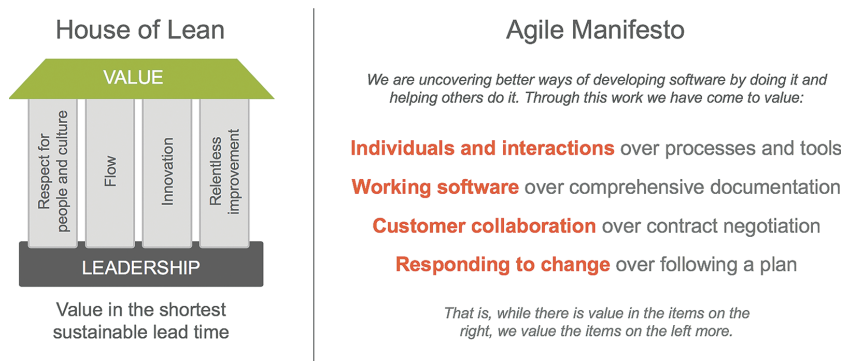 House of Lean
VALUE
Respect for
people and culture
Flow
Innovation
Relentless
improvement
LEADERSHIP
Value in the shortest
sustainable lead time
Agile Manifesto
We are uncovering better ways of developing software by doing it and
helping others do it. Through this work we have come to value:
Individuals and interactions over processes and tools
Working software over comprehensive documentation
Customer collaboration over contract negotiation
Responding to change over following a plan
That is, while there is value in the items on the
right, we value the items on the left more.